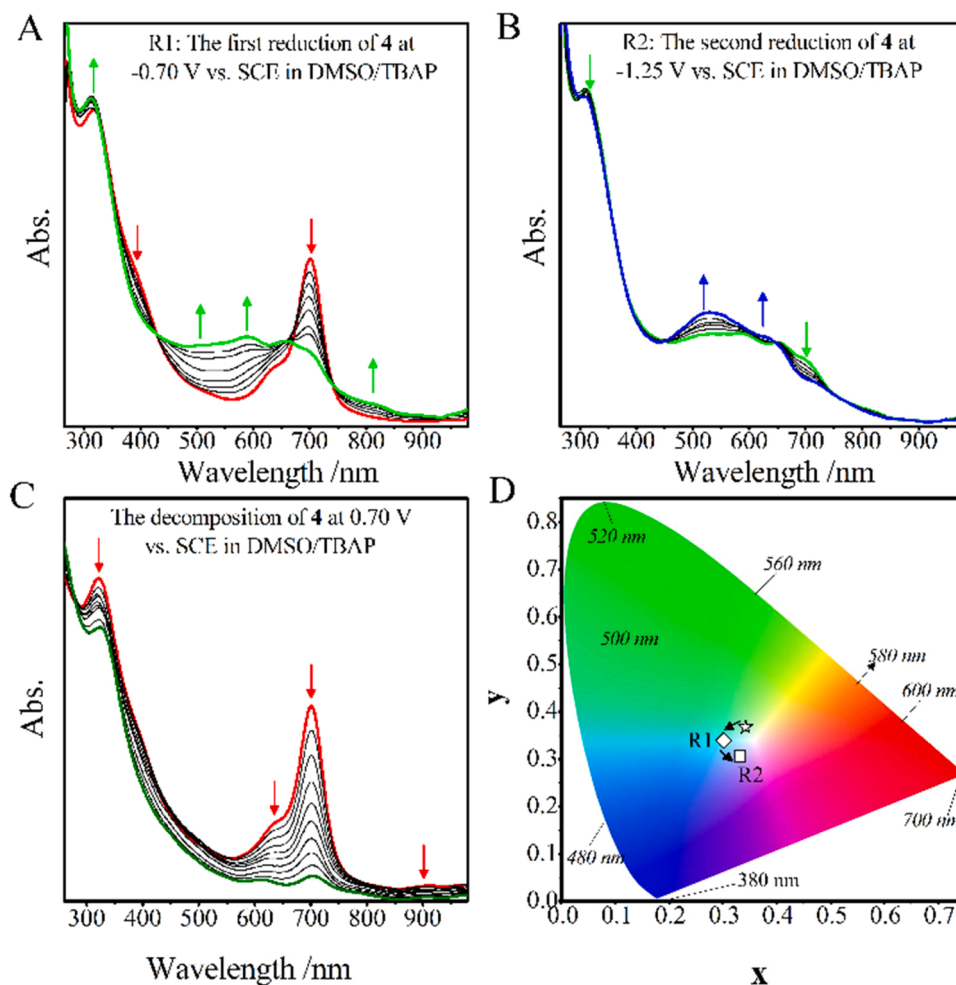 A
R1: The first reduction of 4 at
-0.70 V vs. SCE in DMSO/TBAP
Abs.
300 400 500 600 700 800 900
Wavelength /nm
B
R2: The second reduction of 4 at
-1.25 V vs. SCE in DMSO/TBAP
Abs.
300 400 500 600 700 800 900
Wavelength /nm
C
The decomposition of 4 at 0.70 V
vs. SCE in DMSO/TBAP
Abs.
300 400 500 600 700 800 900
Wavelength /nm
D
0.8
0.7
0.6
0.5
0.4
0.3
0.2
0.1
0.0
y
520 nm
560 nm
500 nm
580 nm
600 nm
R1
R2
700 nm
480 nm
380 nm
0.0 0.1 0.2 0.3 0.4 0.5 0.6 0.7
x